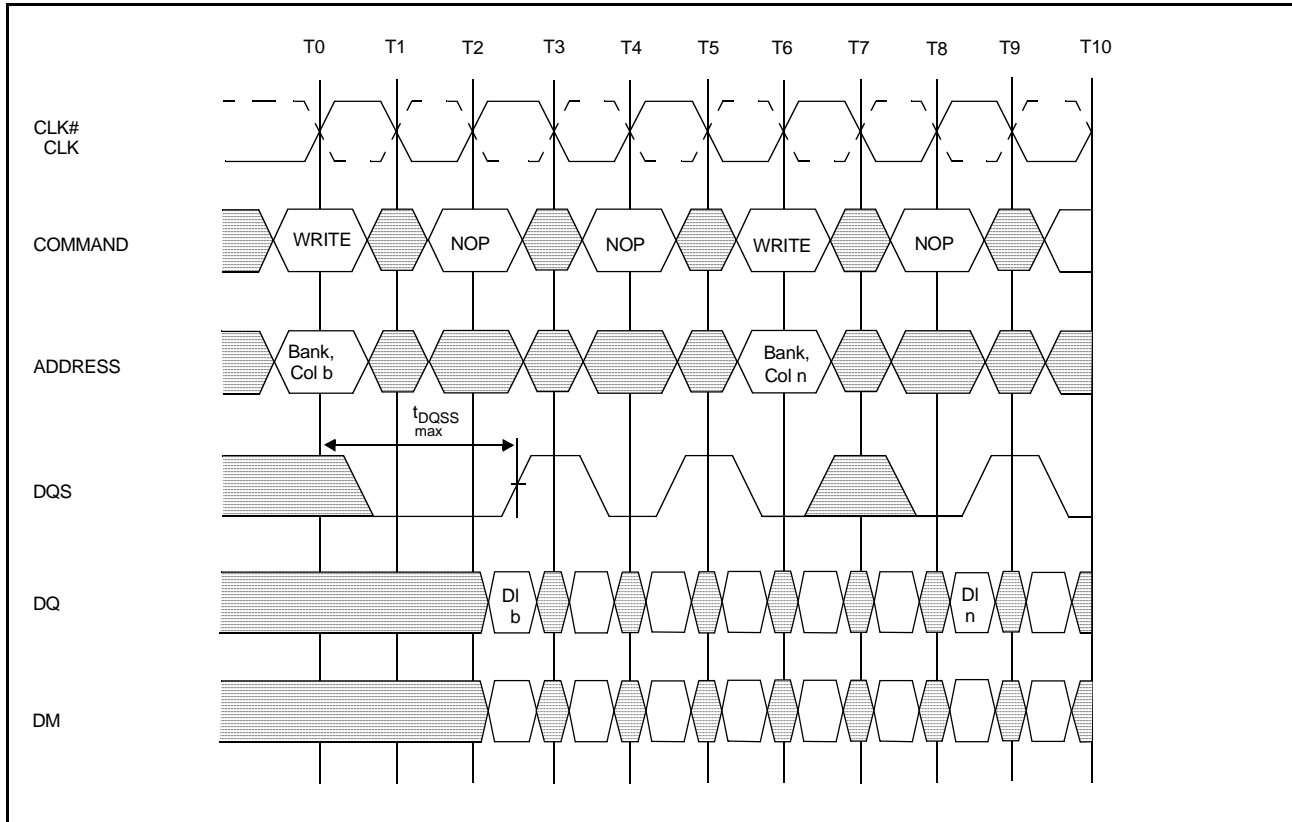 T0 T1 T2 T3 T4 T5 T6 T7 T8 T9 T10
CLK#
CLK
COMMAND
WRITE NOP NOP WRITE NOP
ADDRESS
Bank,
Col b
Bank,
Col n
tDQSS
max
DQS
DQ
DI
b
DI
n
DM